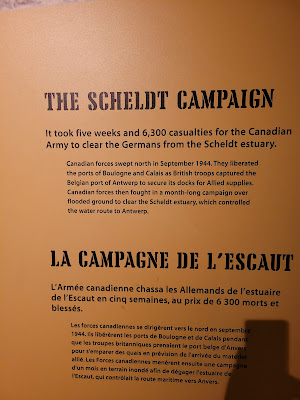 THE SCHELDT CAMPAIGN
It took five weeks and 6,300 casualties for the Canadian
Army to clear the Germans from the Scheldt estuary.
Canadian forces swept north in September 1944. They liberated
the ports of Boulogne and Calais as British troops captured the
Belgian port of Antwerp to secure its docks for Allied supplies.
Canadian forces then fought in a month-long campaign over
flooded ground to clear the Scheldt estuary, which controlled
the water route to Antwerp.
LA CAMPAGNE DE L'ESCAUT
L'Armée canadienne chassa les Allemands de l'estuaire
de l'Escaut en cinq semaines, au prix de 6 300 morts et
blessés.
Les forces canadiennes se dirigèrent vers le nord en septembre
1944. Ils libérèrent les ports de Boulogne et de Calais pendant
que les troupes britanniques prenaient le port belge d'Anvers
pour s'emparer des quais en prévision de l'arrivée du matériel
allié. Les Forces canadiennes menèrent ensuite une campagne
d'un mois en terrain inondé afin de dégager l'estuaire de
l'Escaut, qui contrôlait la route maritime vers Anvers.